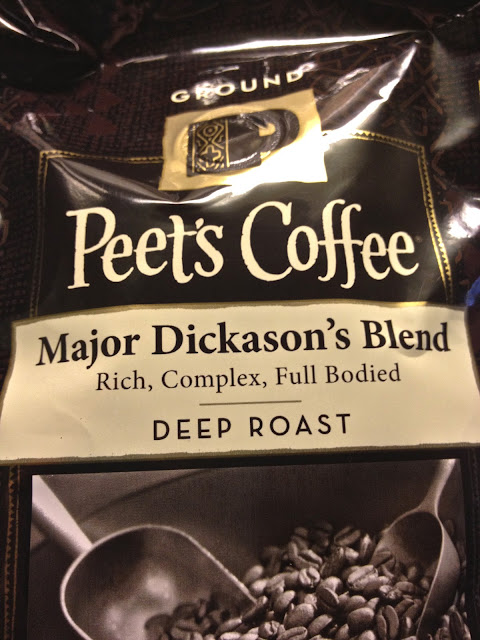 GROUND
Peet's Coffee
Major Dickason's Blend
Rich, Complex, Full Bodied
DEEP ROAST